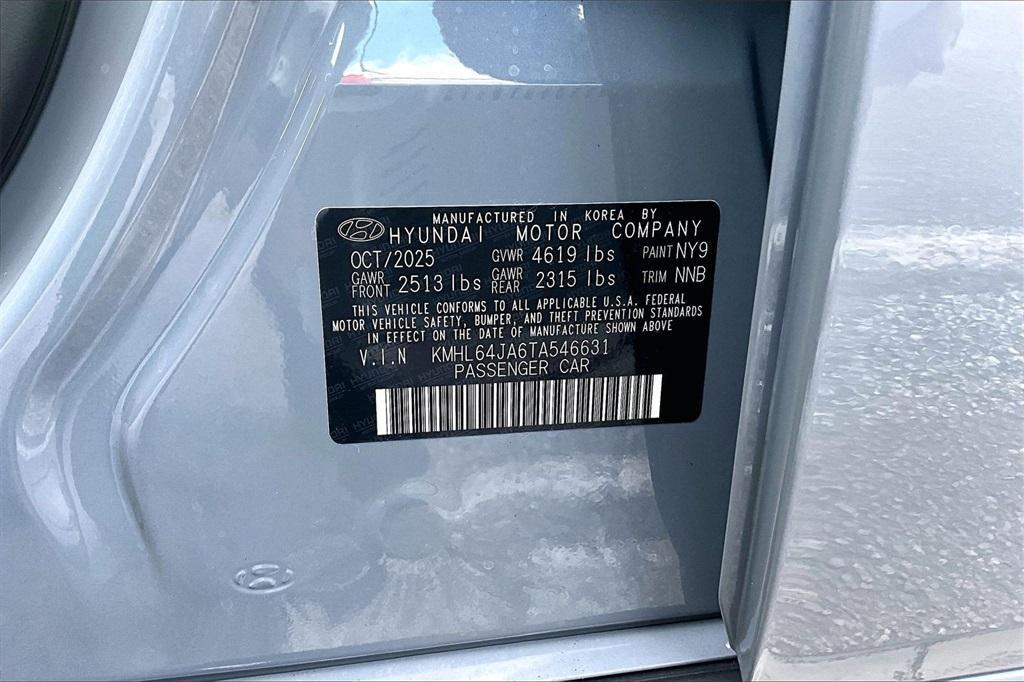 MANUFACTURED IN KOREA BY
HYUNDAI MOTOR COMPANY
OCT/2025 GVWR 4619 lbs PAINT NY9
GAWR FRONT 2513 lbs GAWR REAR 2315 lbs TRIM NNB
THIS VEHICLE CONFORMS TO ALL APPLICABLE U.S.A. FEDERAL
MOTOR VEHICLE SAFETY, BUMPER, AND THEFT PREVENTION STANDARDS
IN EFFECT ON THE DATE OF MANUFACTURE SHOWN ABOVE
V.I.N KMHL64JA6TA546631
PASSENGER CAR